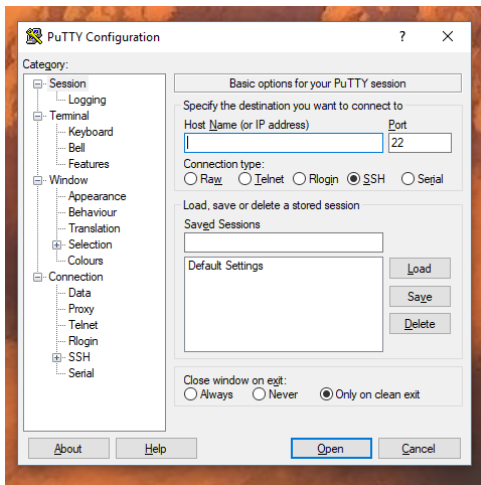 PuTTY Configuration ? ×
Category:
Session
Logging
Terminal
Keyboard
Bell
Features
Window
Appearance
Behaviour
Translation
Selection
Colours
Connection
Data
Proxy
Telnet
Rlogin
SSH
Serial
Basic options for your PuTTY session
Specify the destination you want to connect to
Host Name (or IP address) Port
22
Connection type:
Raw Telnet Rlogin SSH Serial
Load, save or delete a stored session
Saved Sessions
Default Settings
Load
Save
Delete
Close window on exit:
Always Never Only on clean exit
About Help Open Cancel